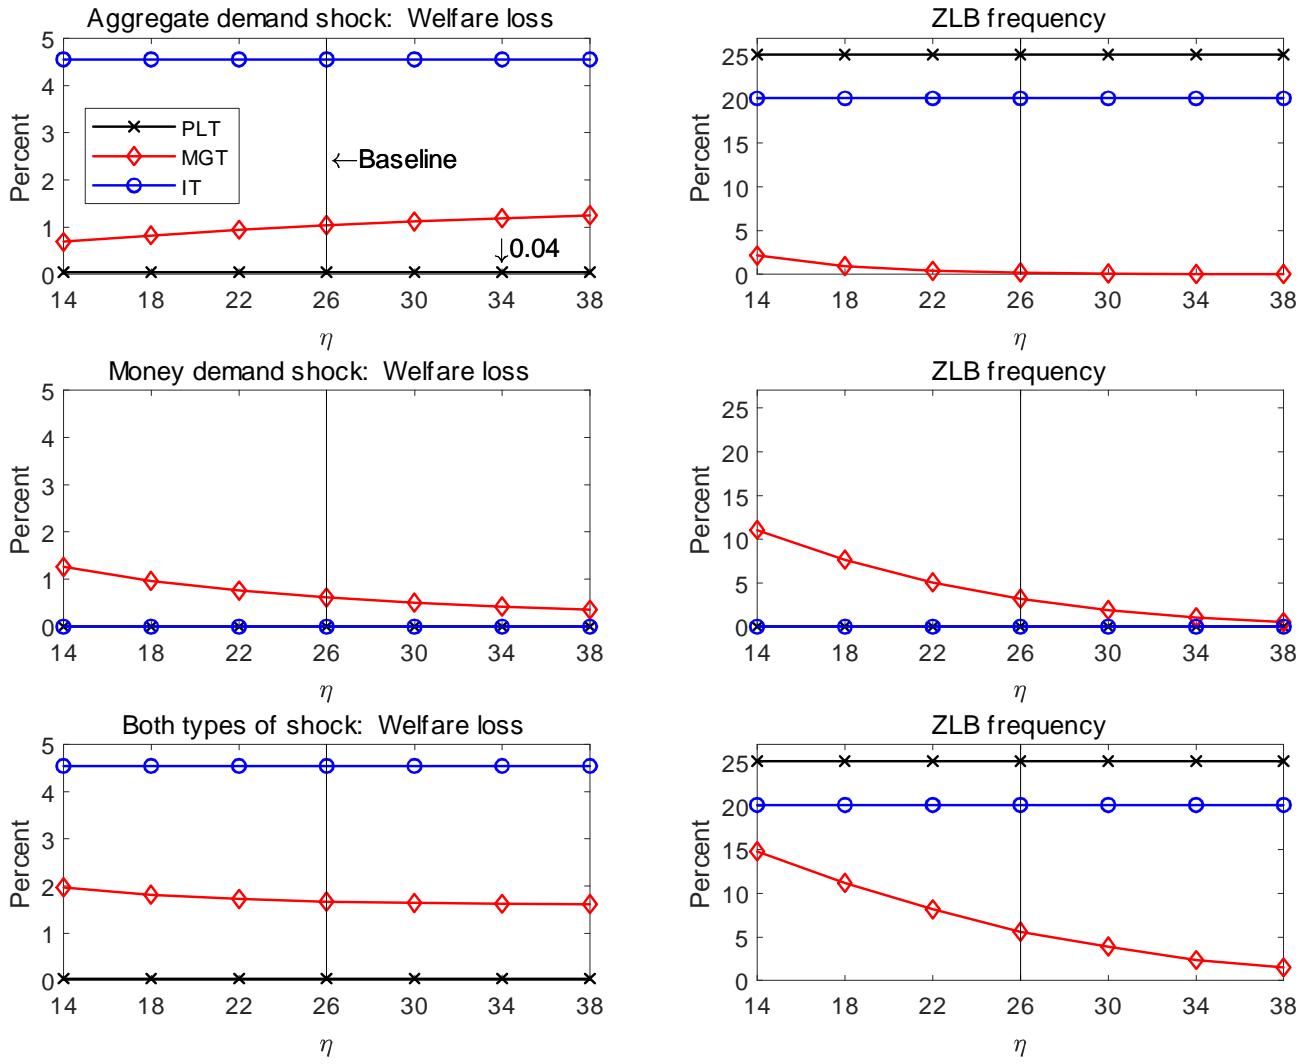 Aggregate demand shock: Welfare loss
Percent
5
4
3
2
1
0
PLT
MGT
IT
←Baseline
↓0.04
14 18 22 26 30 34 38
η
ZLB frequency
Percent
25
20
15
10
5
0
14 18 22 26 30 34 38
η
Money demand shock: Welfare loss
Percent
5
4
3
2
1
0
14 18 22 26 30 34 38
η
ZLB frequency
Percent
25
20
15
10
5
0
14 18 22 26 30 34 38
η
Both types of shock: Welfare loss
Percent
5
4
3
2
1
0
14 18 22 26 30 34 38
η
ZLB frequency
Percent
25
20
15
10
5
0
14 18 22 26 30 34 38
η